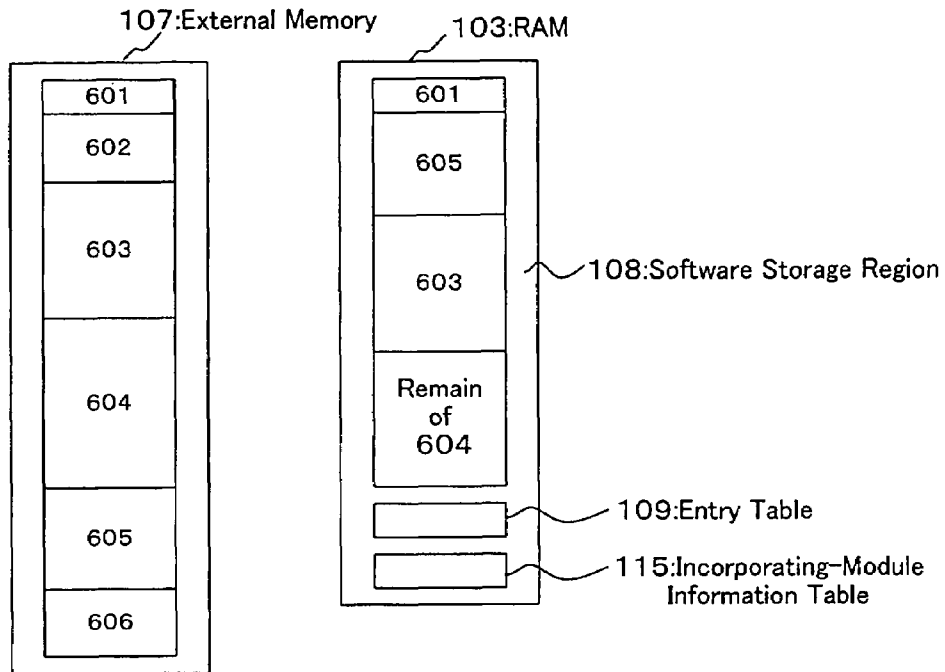 107:External Memory
601
602
603
604
605
606
103:RAM
601
605
603
Remain
of
604
108:Software Storage Region
109:Entry Table
115:Incorporating-Module
Information Table